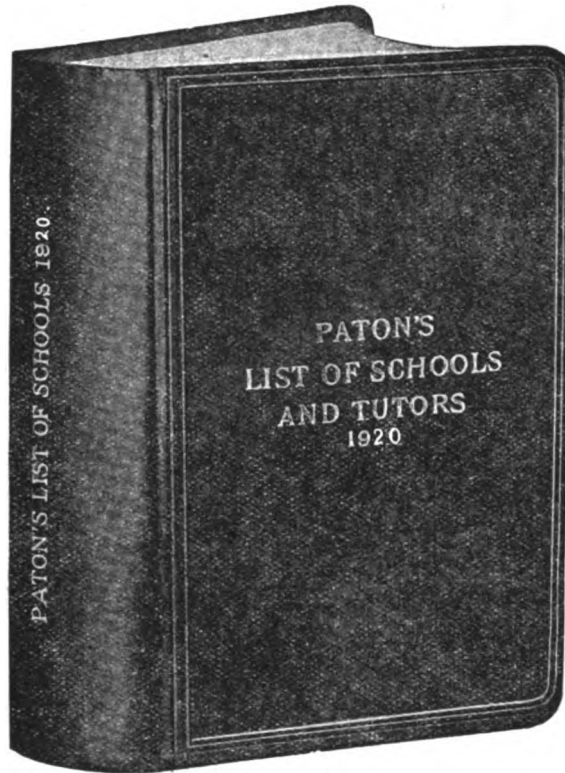 PATON'S LIST OF SCHOOLS 1920.
PATON'S
LIST OF SCHOOLS
AND TUTORS
1920